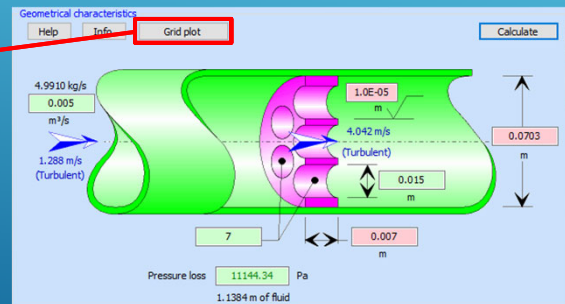 Geometrical characteristics
Help Info Grid plot Calculate
4.9910 kg/s
0.005
m³/s
1.288 m/s
(Turbulent)
1.0E-05
m
4.042 m/s
(Turbulent)
0.0703
m
0.015
m
7
0.007
m
Pressure loss 11144.34 Pa
1.1384 m of fluid